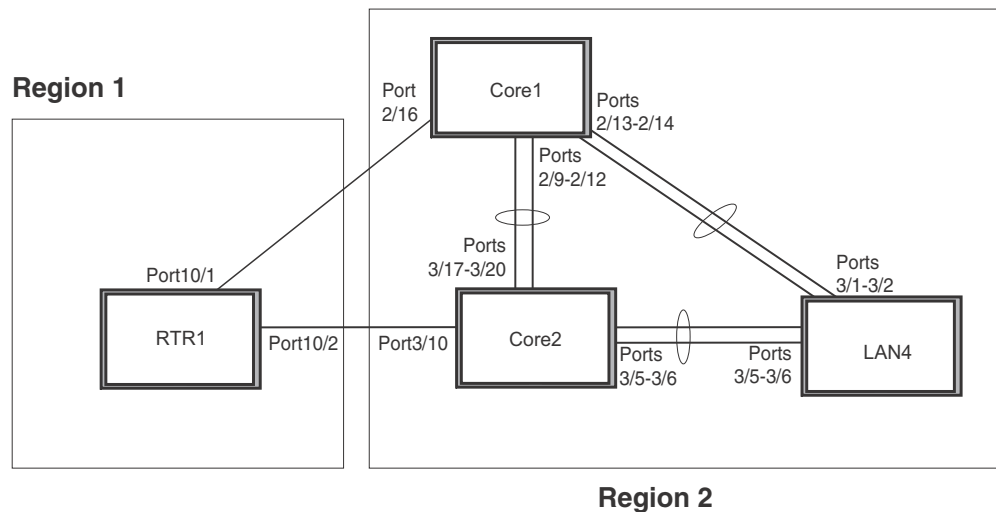 Region 1
Port
2/16
Core1
Ports
2/13-2/14
Ports
2/9-2/12
Ports
3/17-3/20
Ports
3/1-3/2
Port10/1
RTR1
Port10/2
Port3/10
Core2
Ports
3/5-3/6
Ports
3/5-3/6
LAN4
Region 2